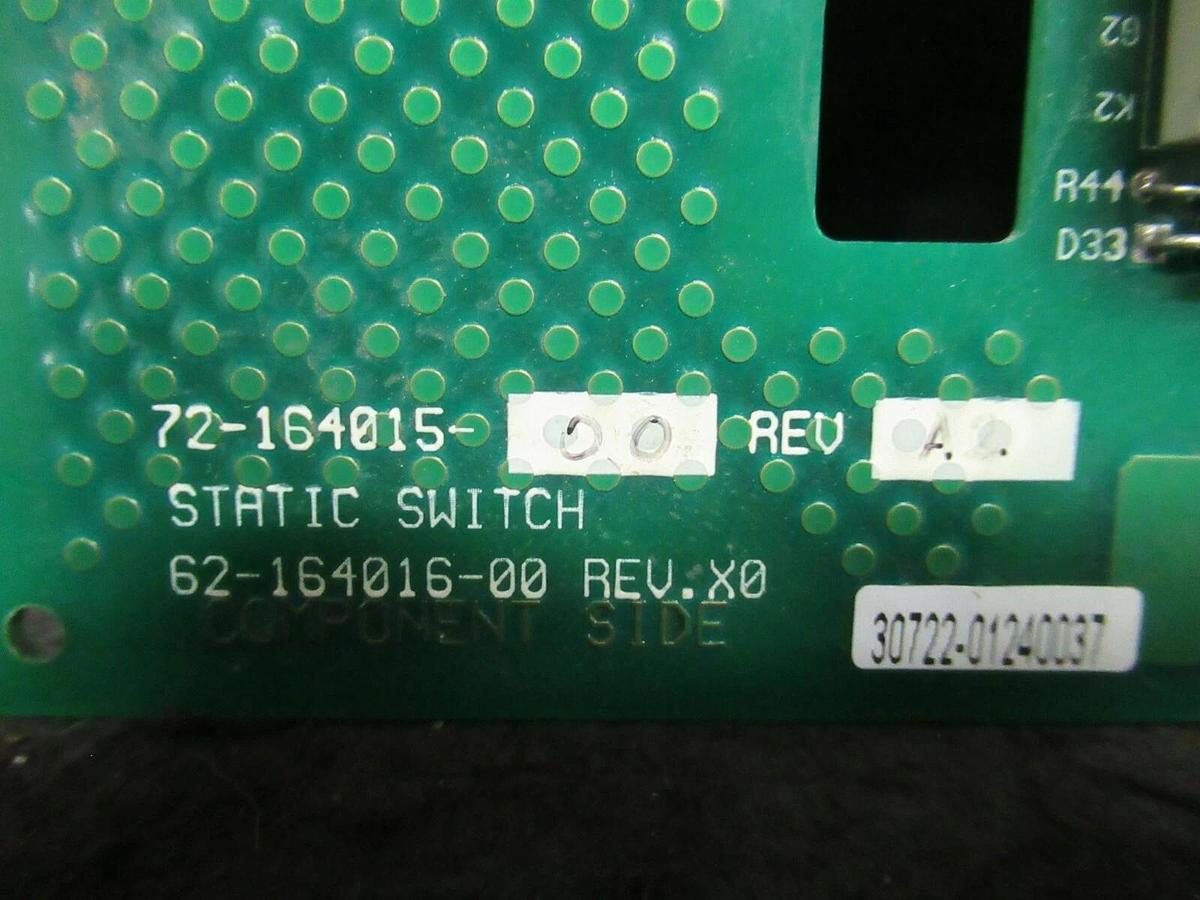 G2
K2
R44
D33
72-164015- 00 REV A2
STATIC SWITCH
62-164016-00 REV.X0
COMPONENT SIDE
30722-01240037